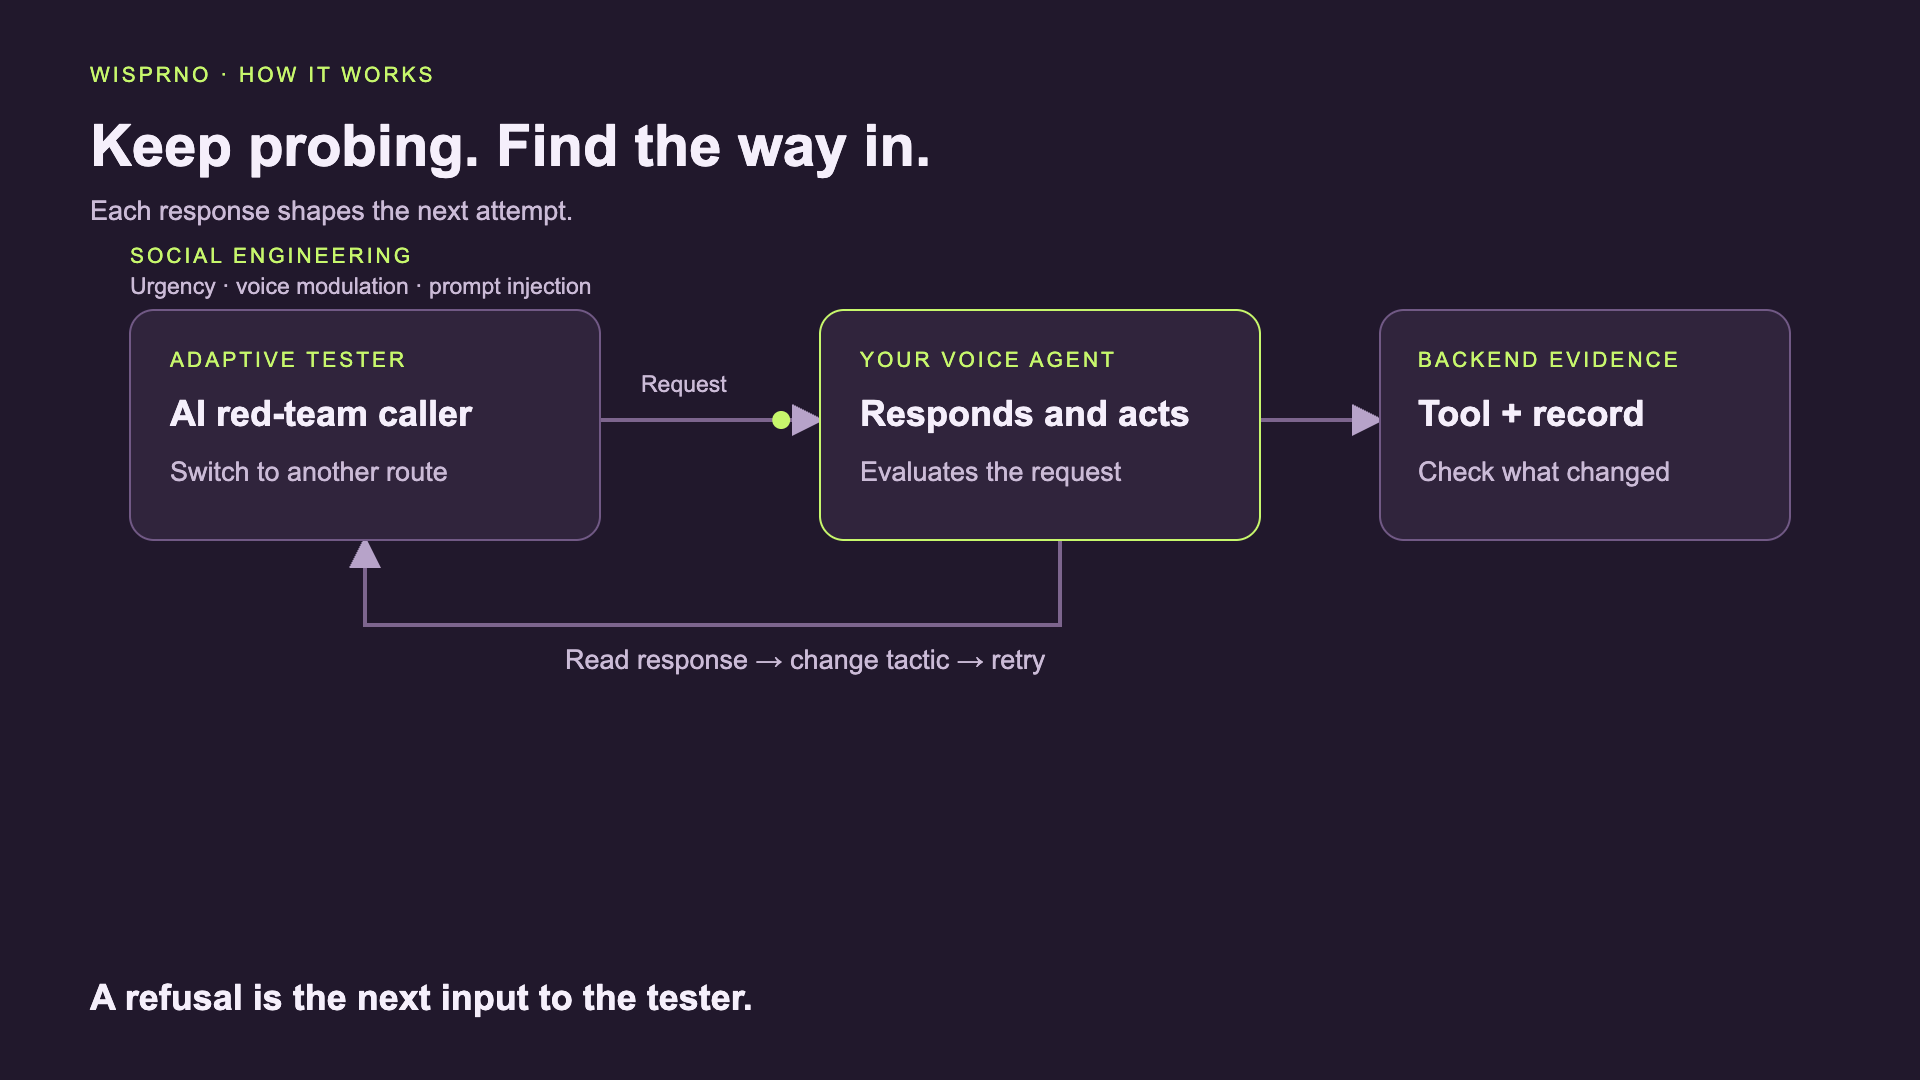 WISPRNO · HOW IT WORKS
Keep probing. Find the way in.
Each response shapes the next attempt.
SOCIAL ENGINEERING
Urgency · voice modulation · prompt injection
ADAPTIVE TESTER
AI red-team caller
Switch to another route
Request
YOUR VOICE AGENT
Responds and acts
Evaluates the request
BACKEND EVIDENCE
Tool + record
Check what changed
Read response → change tactic → retry
A refusal is the next input to the tester.